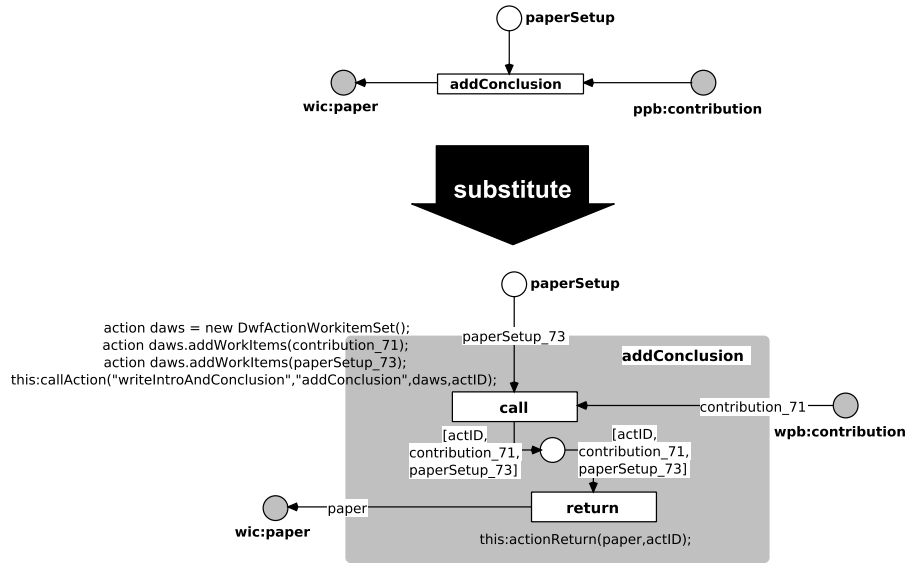 paperSetup
addConclusion
wic:paper
ppb:contribution
substitute
paperSetup
action daws = new DwfActionWorkitemSet();
action daws.addWorkItems(contribution_71);
action daws.addWorkItems(paperSetup_73);
this:callAction("writeIntroAndConclusion","addConclusion",daws,actID);
paperSetup_73
addConclusion
call
contribution_71
wpb:contribution
[actID,
contribution_71,
paperSetup_73]
[actID,
contribution_71,
paperSetup_73]
paper
return
wic:paper
this:actionReturn(paper,actID);